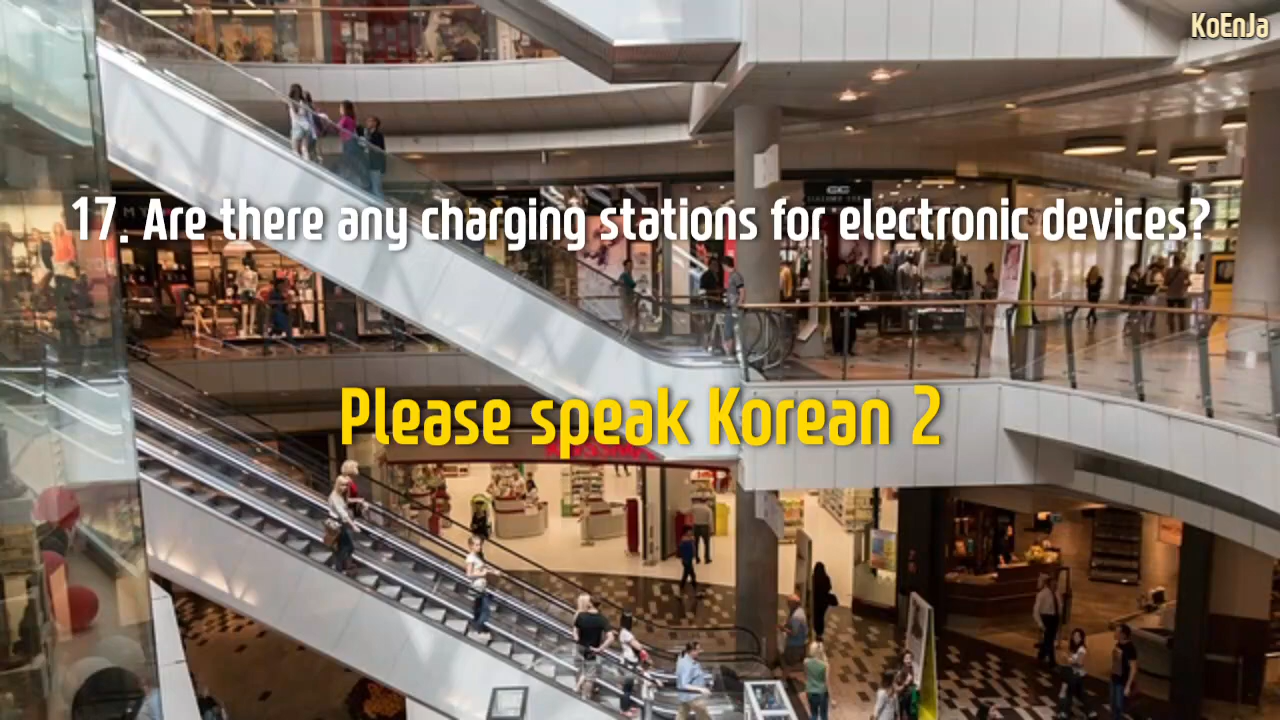 KoEnJa
17. Are there any charging stations for electronic devices?
Please speak Korean 2